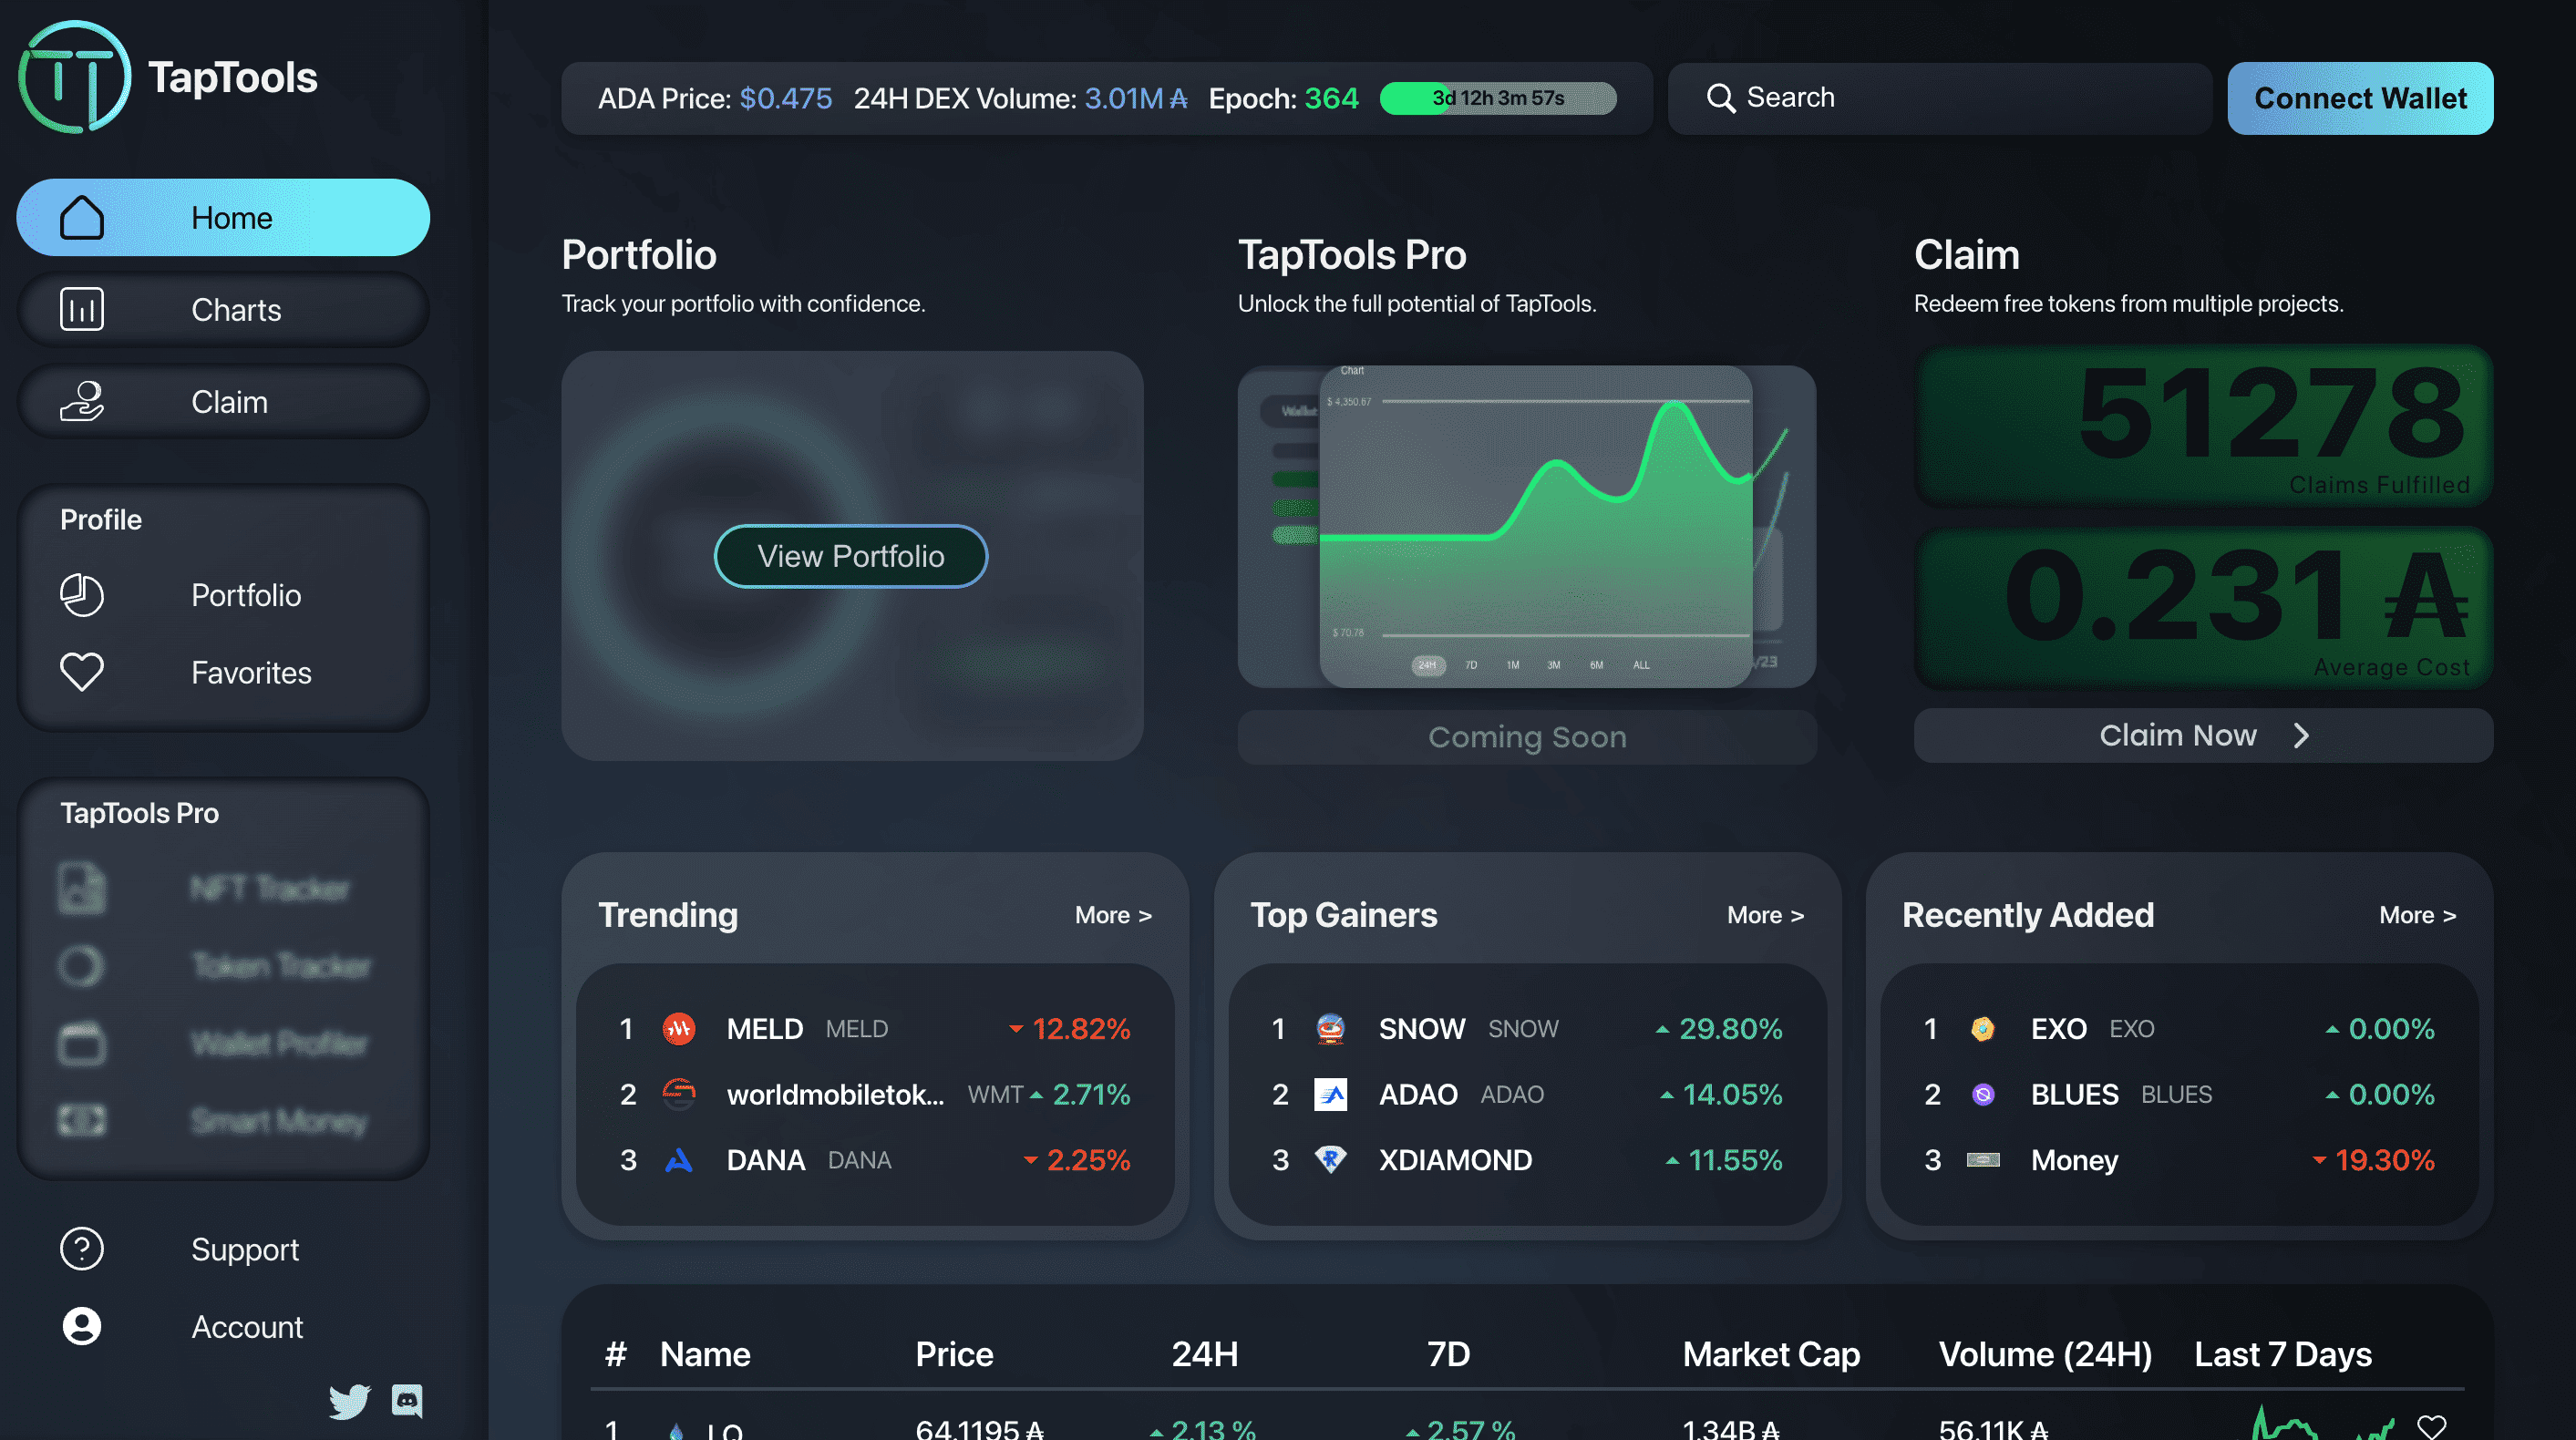 TapTools
Home
Charts
Claim
Profile
Portfolio
Favorites
TapTools Pro
NFT Tracker
Token Tracker
Wallet Profiler
Smart Money
Support
Account
ADA Price: $0.475 24H DEX Volume: 3.01M ₳ Epoch: 364 3d 12h 3m 57s
Search
Connect Wallet
Portfolio
Track your portfolio with confidence.
View Portfolio
TapTools Pro
Unlock the full potential of TapTools.
Wallet
Chart
$ 4,350.67
$ 70.78
24H 7D 1M 3M 6M ALL
/23
Coming Soon
Claim
Redeem free tokens from multiple projects.
51278
Claims Fulfilled
0.231 ₳
Average Cost
Claim Now
Trending More >
1 MELD MELD 12.82%
2 worldmobiletok... WMT 2.71%
3 DANA DANA 2.25%
Top Gainers More >
1 SNOW SNOW 29.80%
2 ADAO ADAO 14.05%
3 XDIAMOND 11.55%
Recently Added More >
1 EXO EXO 0.00%
2 BLUES BLUES 0.00%
3 Money 19.30%
# Name Price 24H 7D Market Cap Volume (24H) Last 7 Days
1 LQ 64.1195 ₳ 2.13 % 2.57 % 1.34B ₳ 56.11K ₳